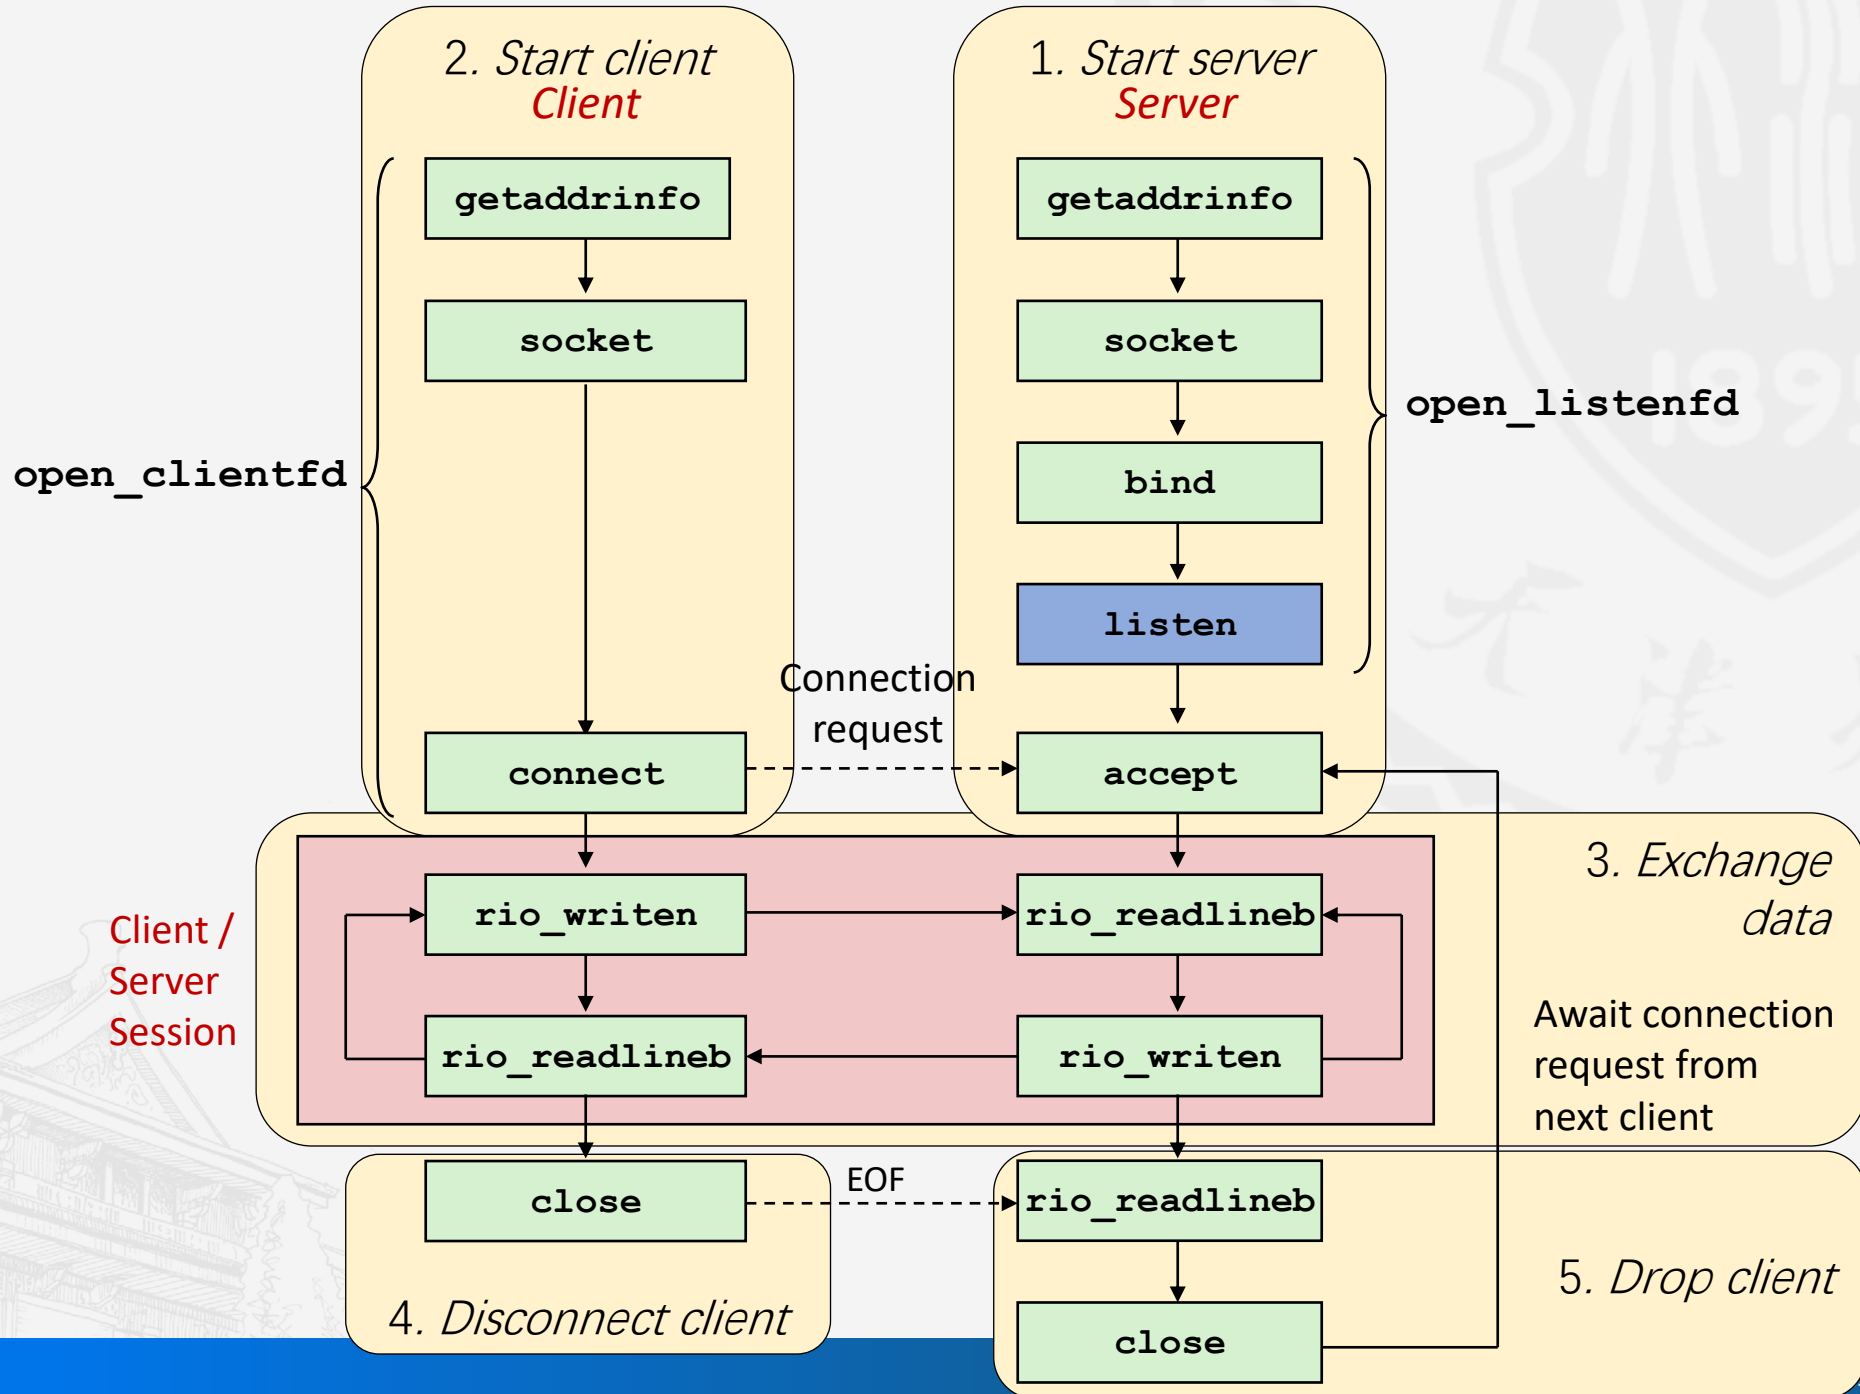 2. Start client
Client
1. Start server
Server
getaddrinfo
getaddrinfo
socket
socket
open_listenfd
open_clientfd
bind
listen
Connection
request
connect
accept
3. Exchange
data
rio_writen
rio_readlineb
Client /
Server
Session
Await connection
request from
next client
rio_readlineb
rio_writen
close
EOF
rio_readlineb
4. Disconnect client
5. Drop client
close
1895